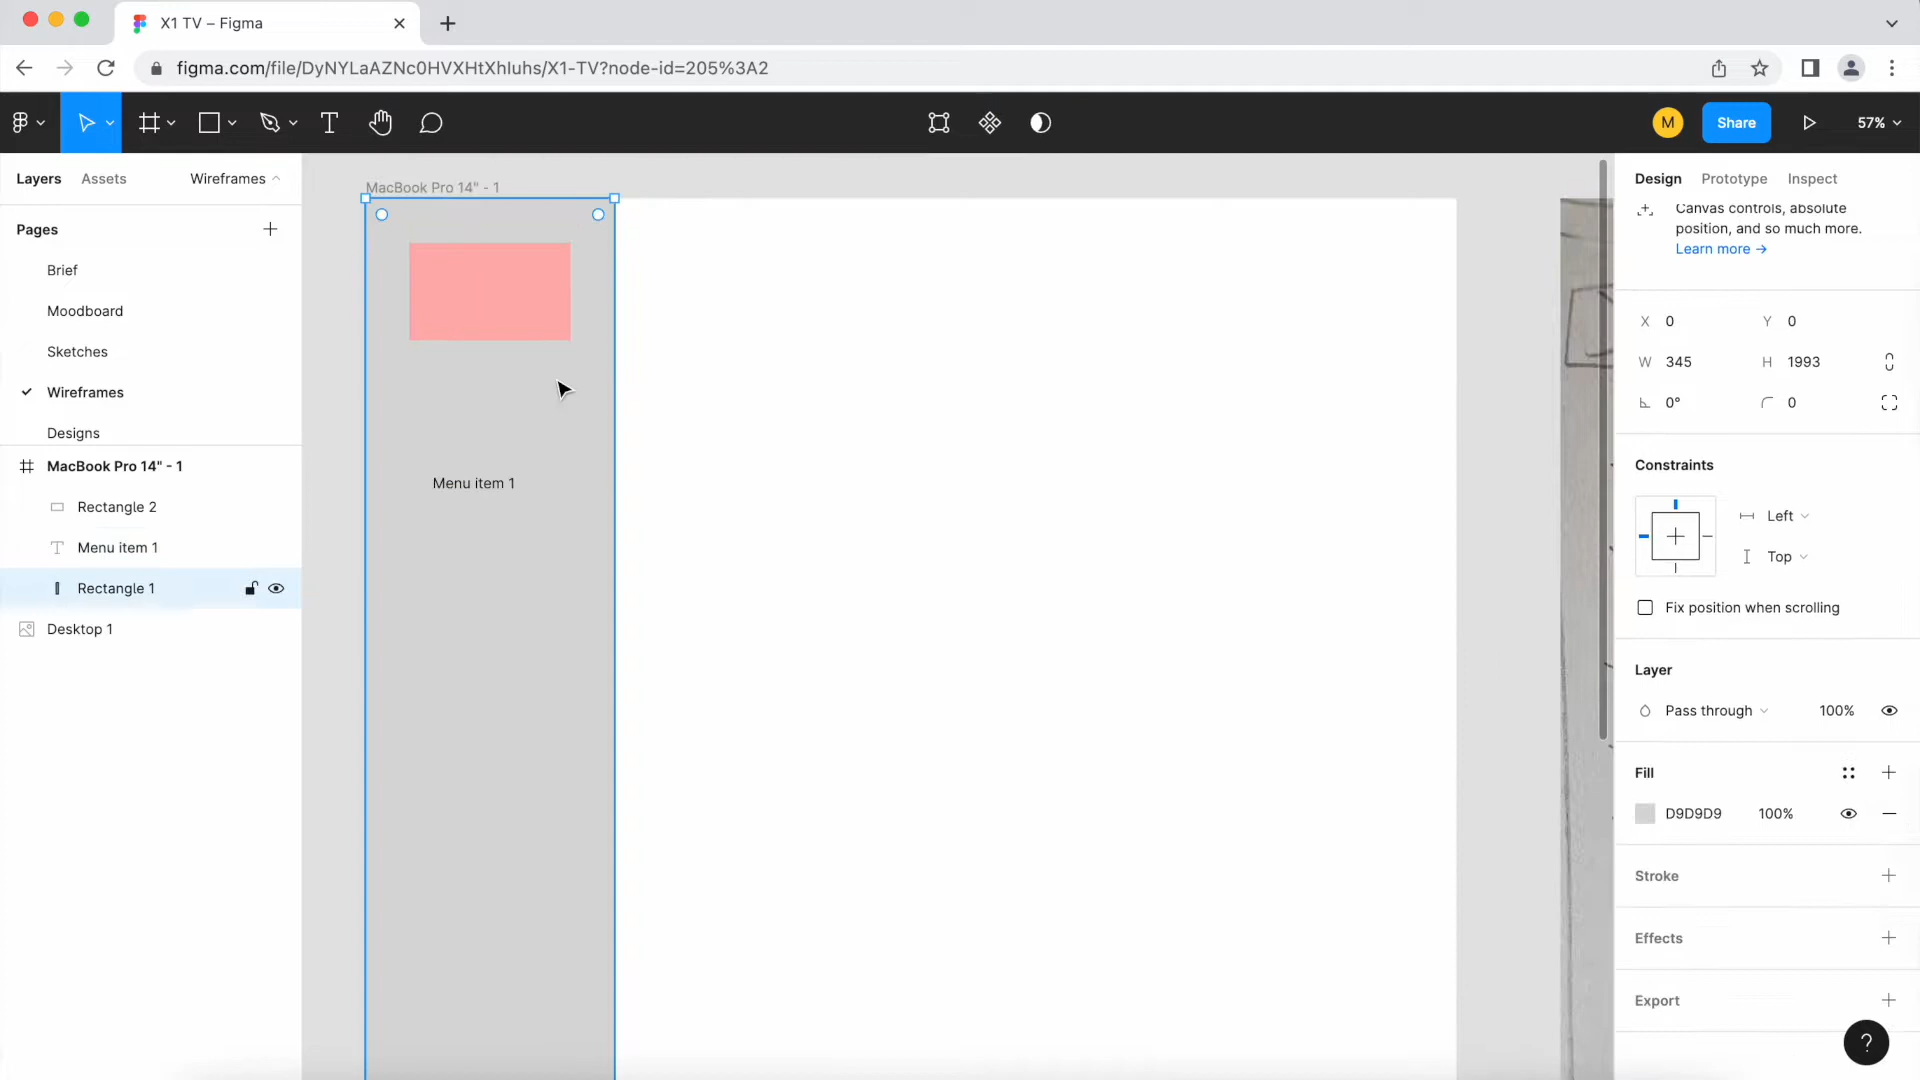 X1 TV – Figma
figma.com/file/DyNYLaAZNc0HVXHtXhIuhs/X1-TV?node-id=205%3A2
M
Share
57%
Layers
Assets
Wireframes
Pages
Brief
Moodboard
Sketches
Wireframes
Designs
MacBook Pro 14" - 1
Rectangle 2
Menu item 1
Rectangle 1
Desktop 1
MacBook Pro 14" - 1
Menu item 1
Design
Prototype
Inspect
Canvas controls, absolute
position, and so much more.
Learn more →
X 0
Y 0
W 345
H 1993
0°
0
Constraints
Left
Top
Fix position when scrolling
Layer
Pass through
100%
Fill
D9D9D9
100%
Stroke
Effects
Export
?